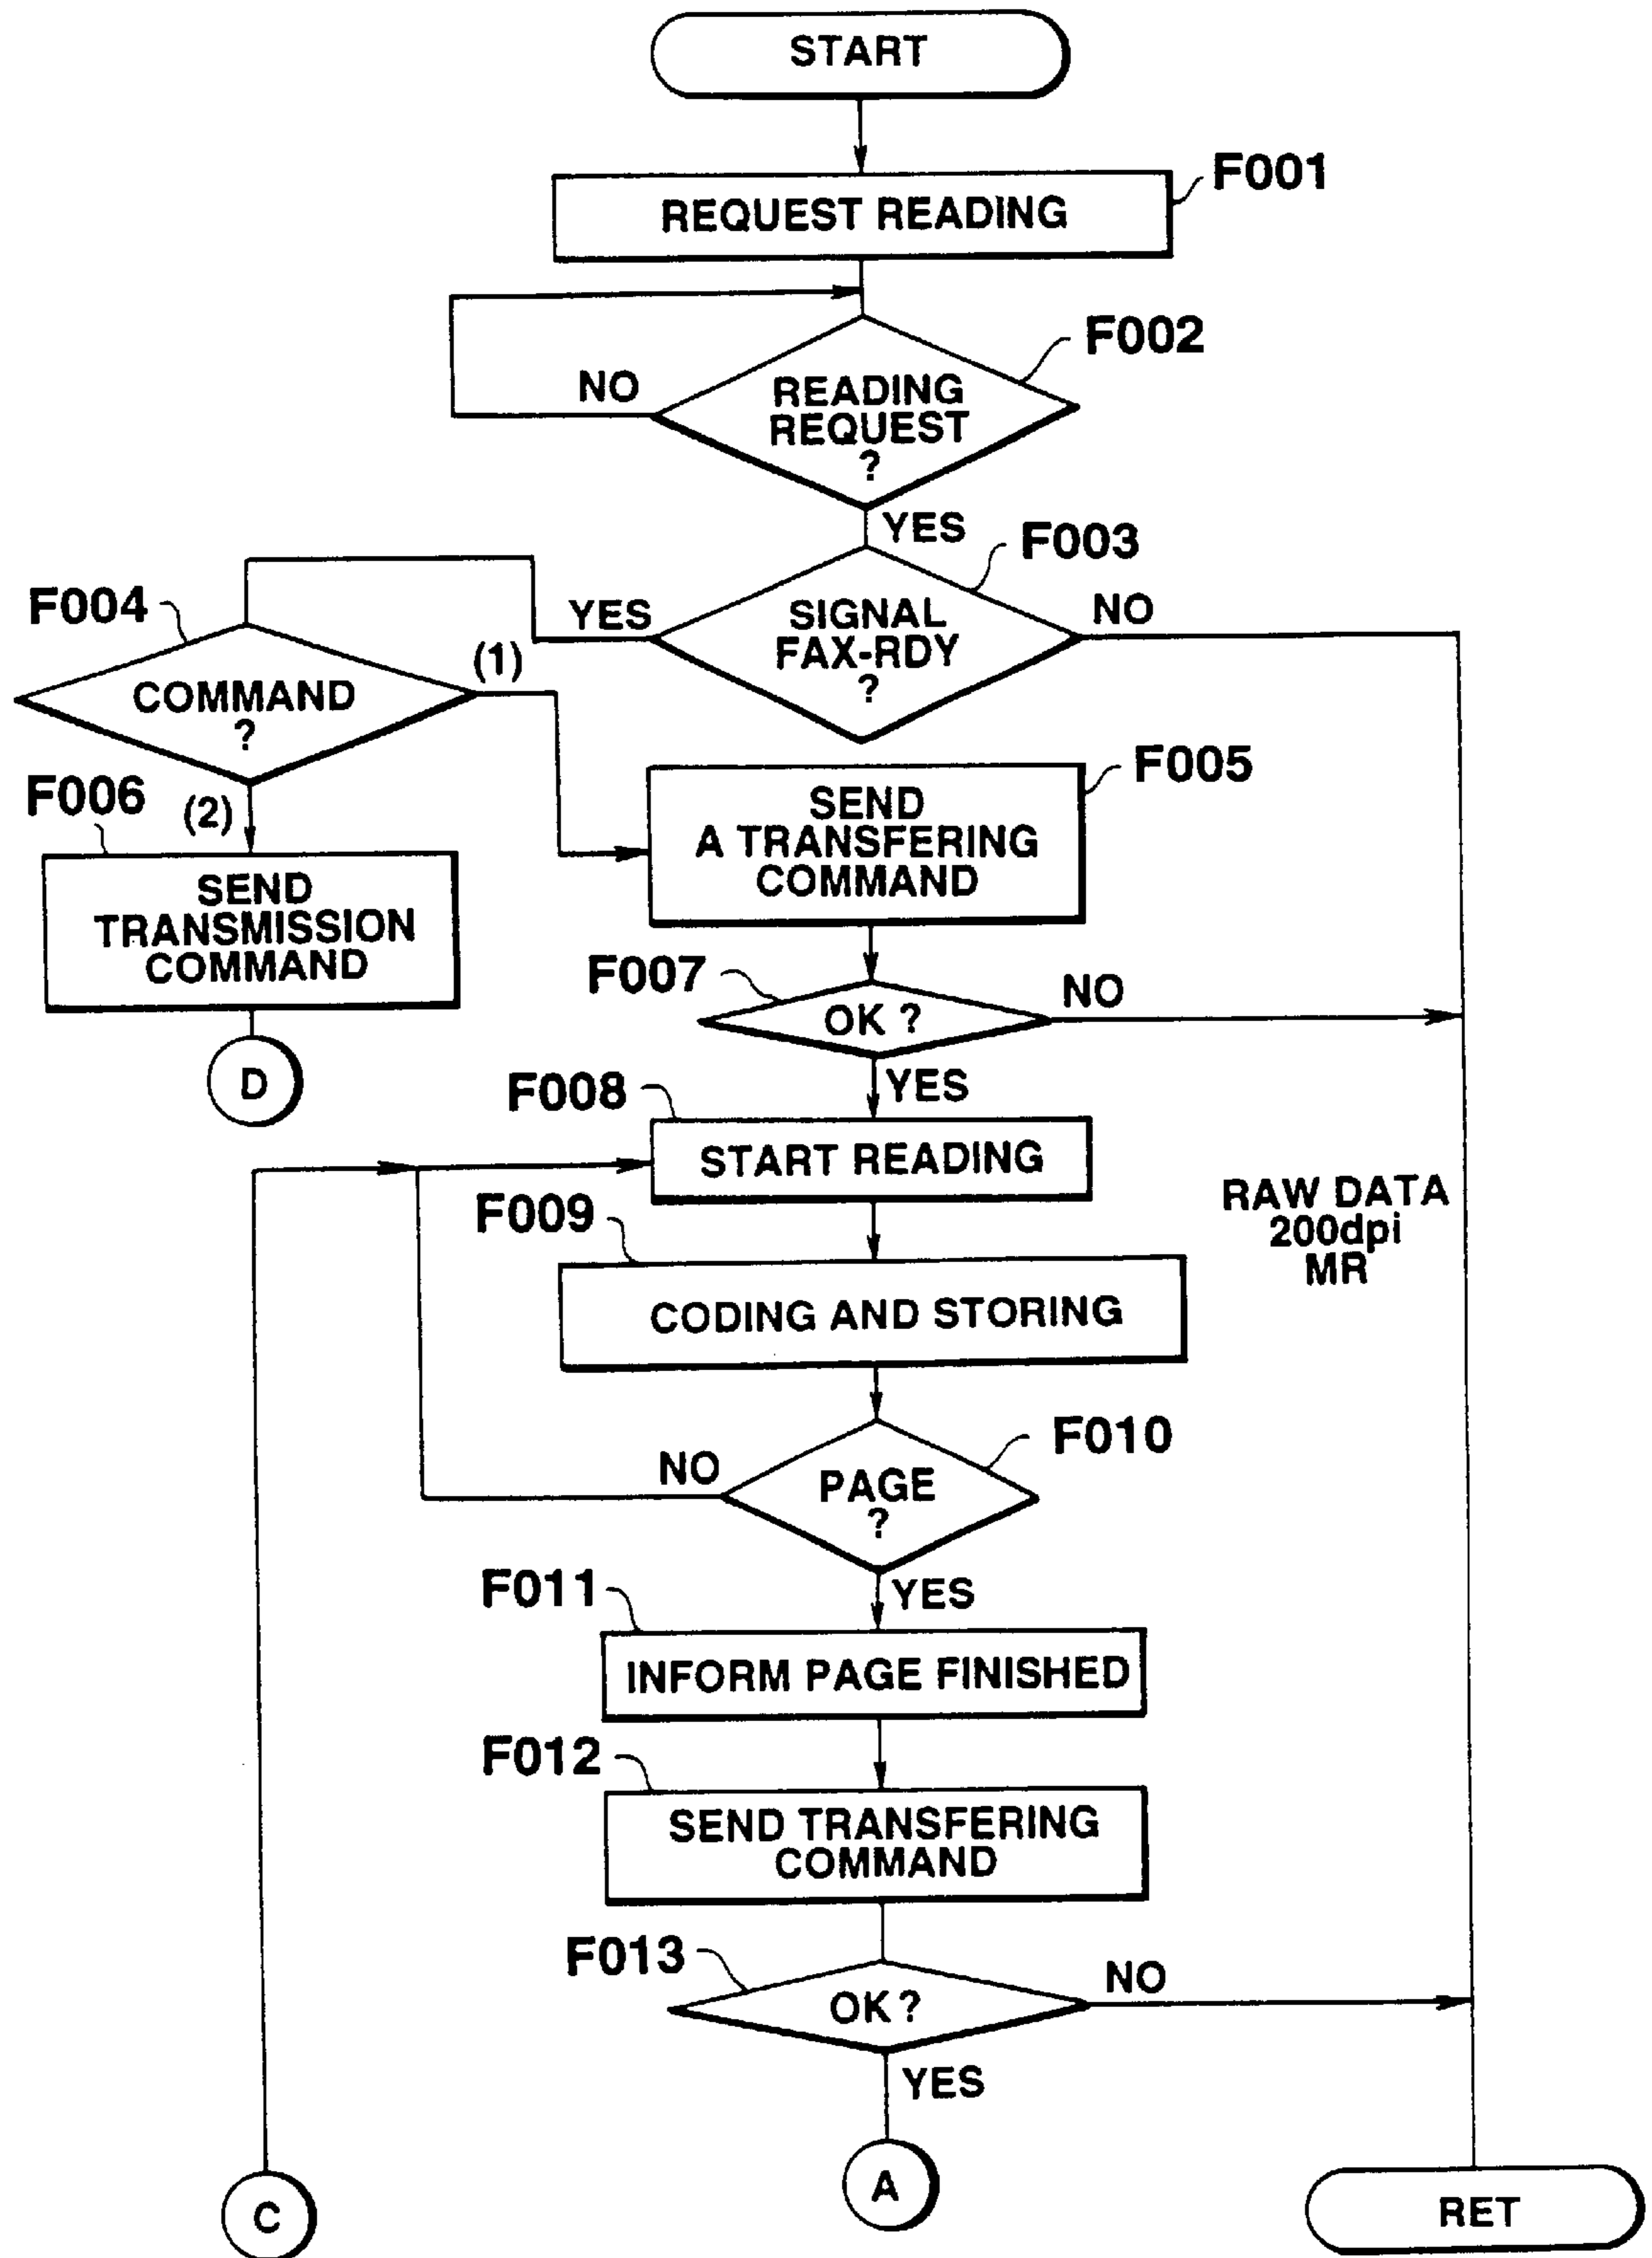 START
F001
REQUEST READING
F002
NO
READING
REQUEST
?
YES
F003
F004
YES
SIGNAL
FAX-RDY
?
NO
(1)
COMMAND
?
F005
F006
(2)
SEND
A TRANSFERING
COMMAND
SEND
TRANSMISSION
COMMAND
F007
OK ?
NO
D
YES
F008
START READING
RAW DATA
200dpi
MR
F009
CODING AND STORING
F010
NO
PAGE
?
YES
F011
INFORM PAGE FINISHED
F012
SEND TRANSFERING
COMMAND
F013
OK ?
NO
YES
A
C
RET